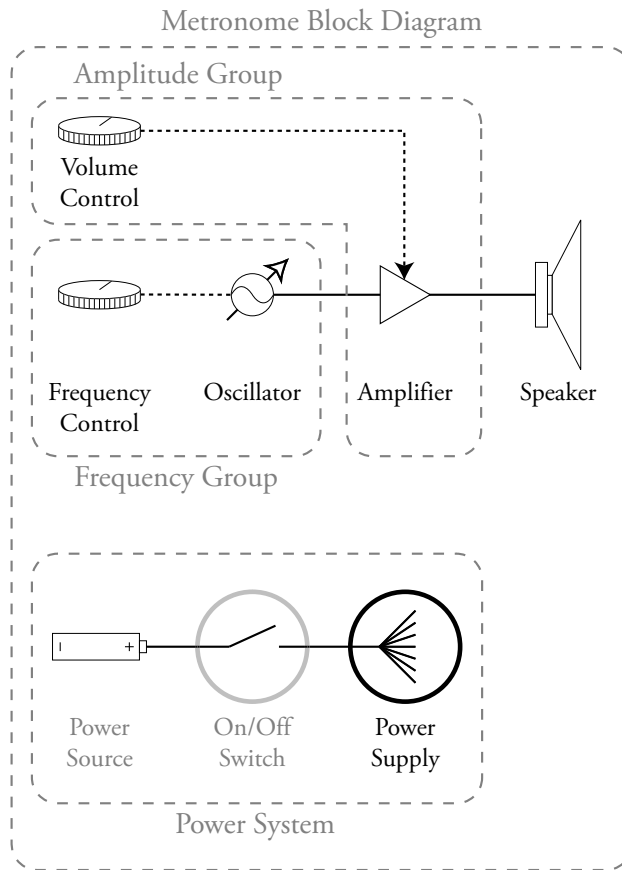 Metronome Block Diagram
Amplitude Group
Volume
Control
Frequency
Control
Oscillator
Amplifier
Speaker
Frequency Group
Power
Source
On/Off
Switch
Power
Supply
Power System